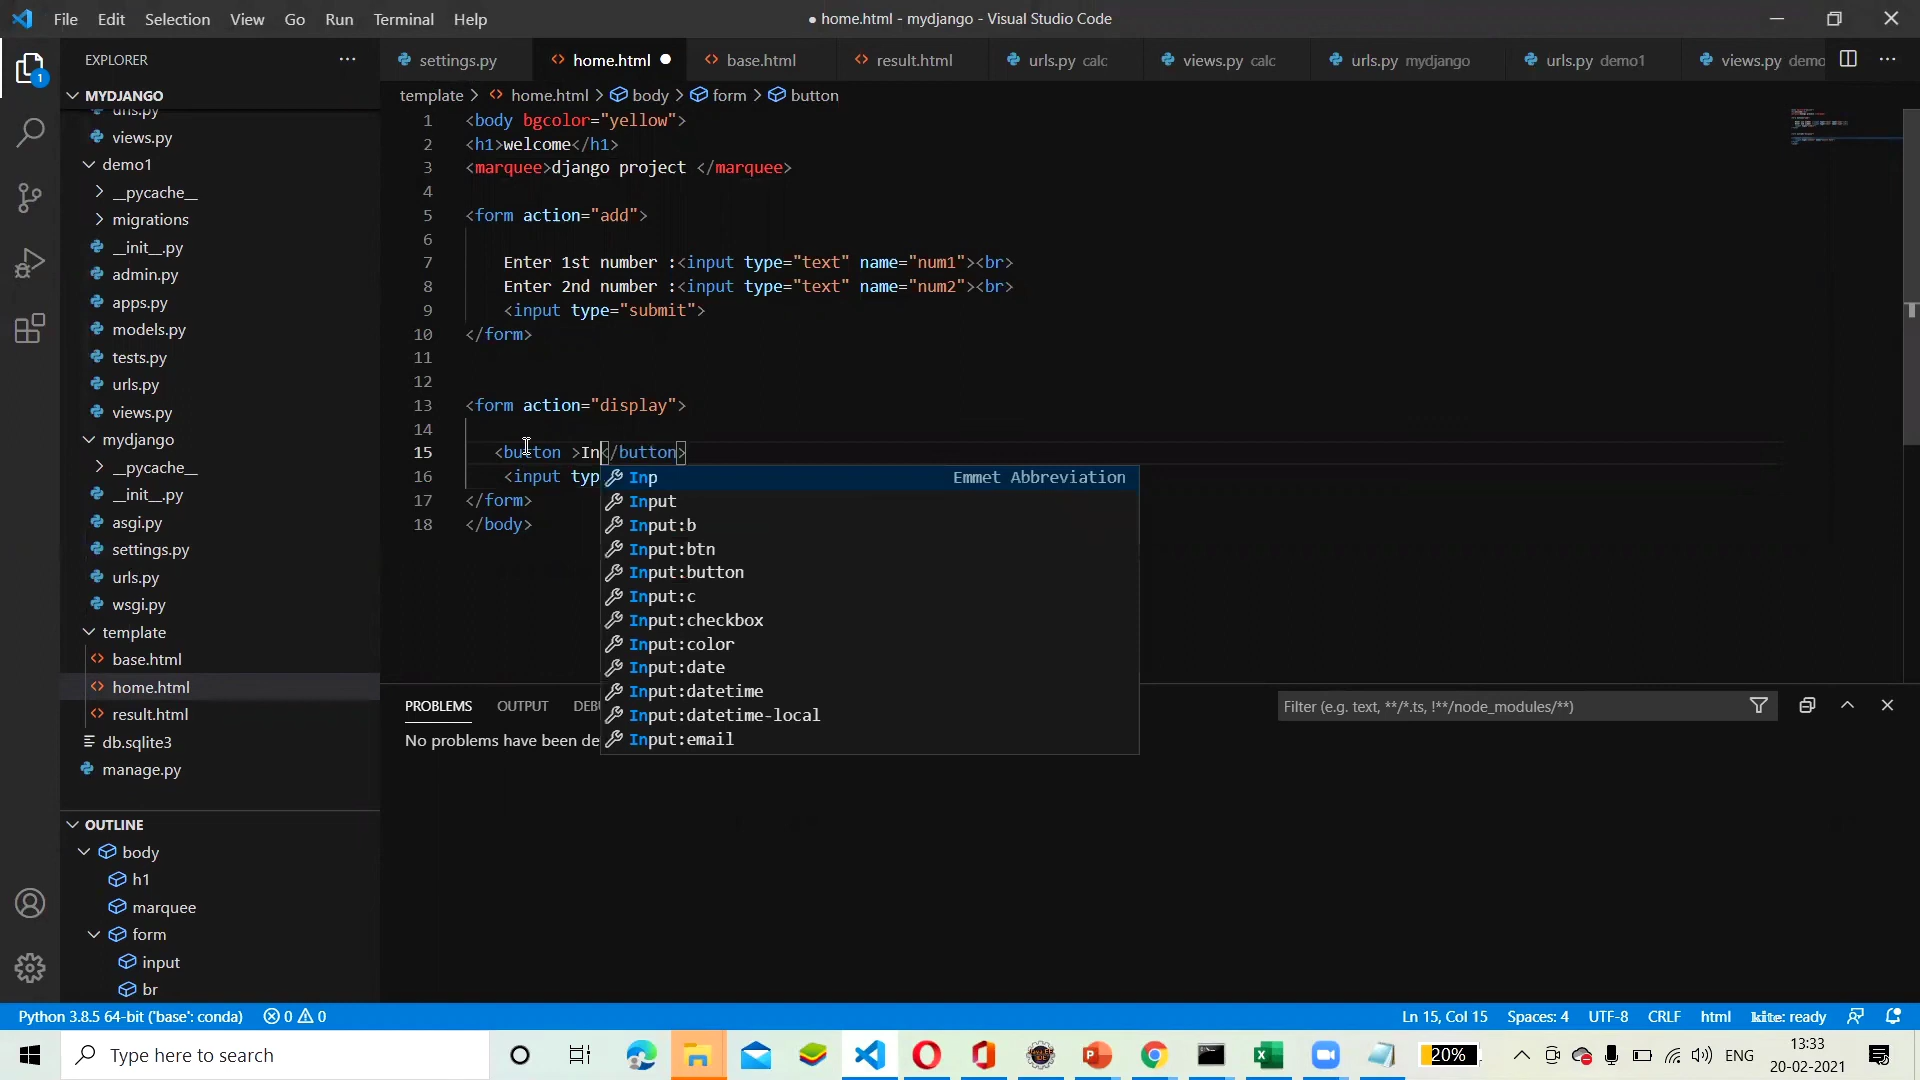 File Edit Selection View Go Run Terminal Help
● home.html - mydjango - Visual Studio Code
EXPLORER
settings.py
home.html
base.html
result.html
urls.py calc
views.py calc
urls.py mydjango
urls.py demo1
views.py demo
1
MYDJANGO
template > home.html > body > form > button
urls.py
views.py
demo1
__pycache__
migrations
__init__.py
admin.py
apps.py
models.py
tests.py
urls.py
views.py
mydjango
__pycache__
__init__.py
asgi.py
settings.py
urls.py
wsgi.py
template
base.html
home.html
result.html
db.sqlite3
manage.py
OUTLINE
body
h1
marquee
form
input
br
1 <body bgcolor="yellow">
2 <h1>welcome</h1>
3 <marquee>django project </marquee>
4
5 <form action="add">
6
7 Enter 1st number :<input type="text" name="num1"><br>
8 Enter 2nd number :<input type="text" name="num2"><br>
9 <input type="submit">
10 </form>
11
12
13 <form action="display">
14
15 <button >In</button>
16 <input typ
17 </form>
18 </body>
Inp Emmet Abbreviation
Input
Input:b
Input:btn
Input:button
Input:c
Input:checkbox
Input:color
Input:date
Input:datetime
Input:datetime-local
Input:email
PROBLEMS OUTPUT DEB
Filter (e.g. text, **/*.ts, !**/node_modules/**)
No problems have been de
Python 3.8.5 64-bit ('base': conda) 0 0
Ln 15, Col 15 Spaces: 4 UTF-8 CRLF html kite: ready
Type here to search
20%
ENG
13:33
20-02-2021